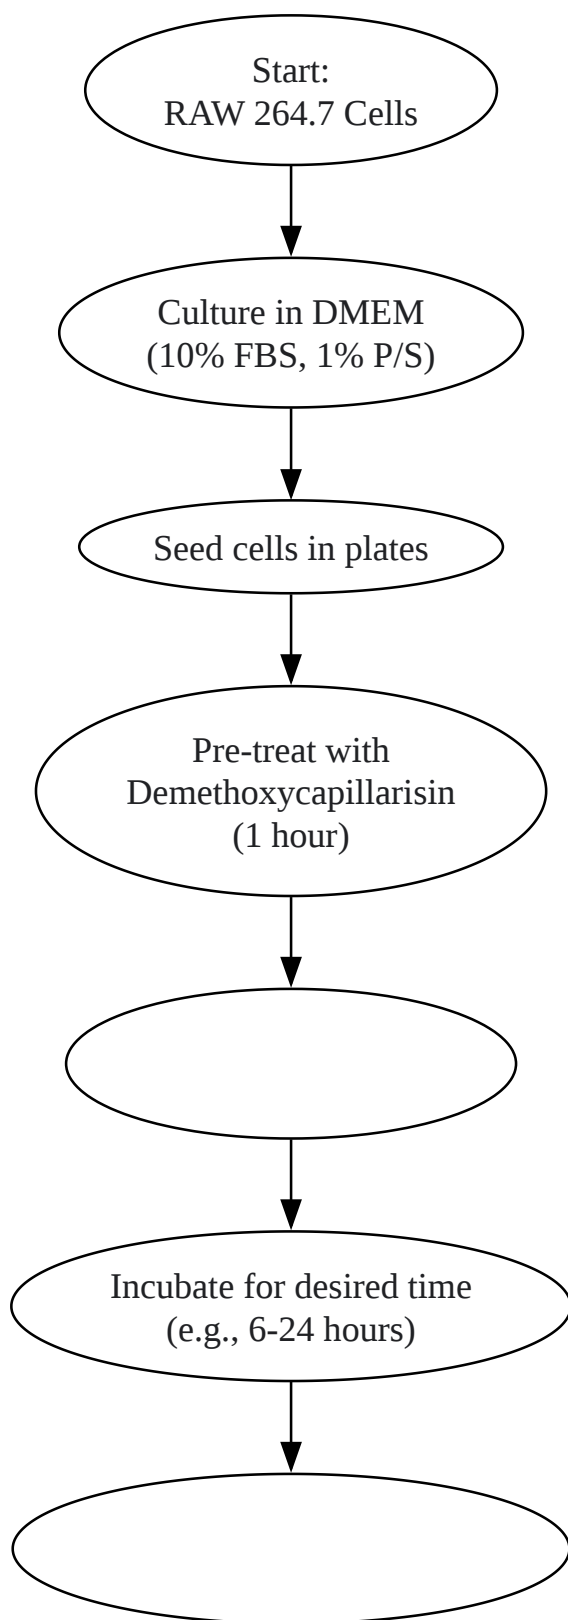 Start:
RAW 264.7 Cells
Culture in DMEM
(10% FBS, 1% P/S)
Seed cells in plates
Pre-treat with
Demethoxycapillarisin
(1 hour)
Incubate for desired time
(e.g., 6-24 hours)